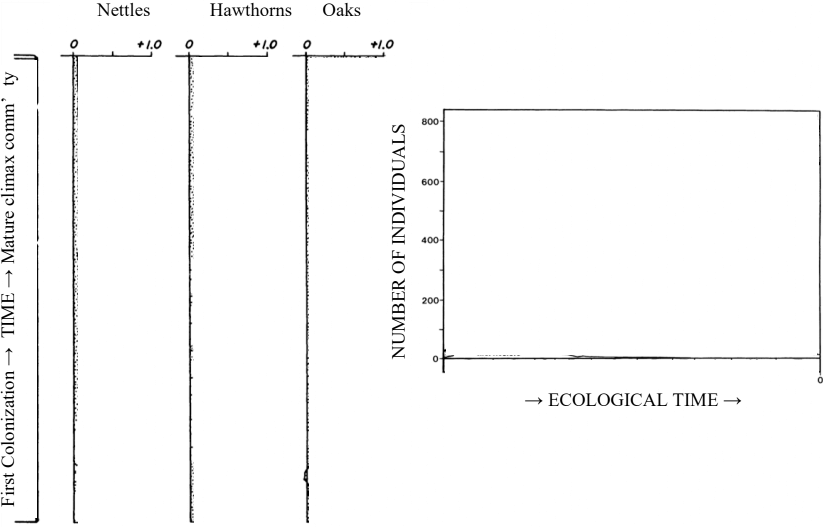 Nettles Hawthorns Oaks
0 +1.0 0 +1.0 0 +1.0
First Colonization → TIME → Mature climax comm' ty
NUMBER OF INDIVIDUALS
800
600
400
200
0
0
→ ECOLOGICAL TIME →